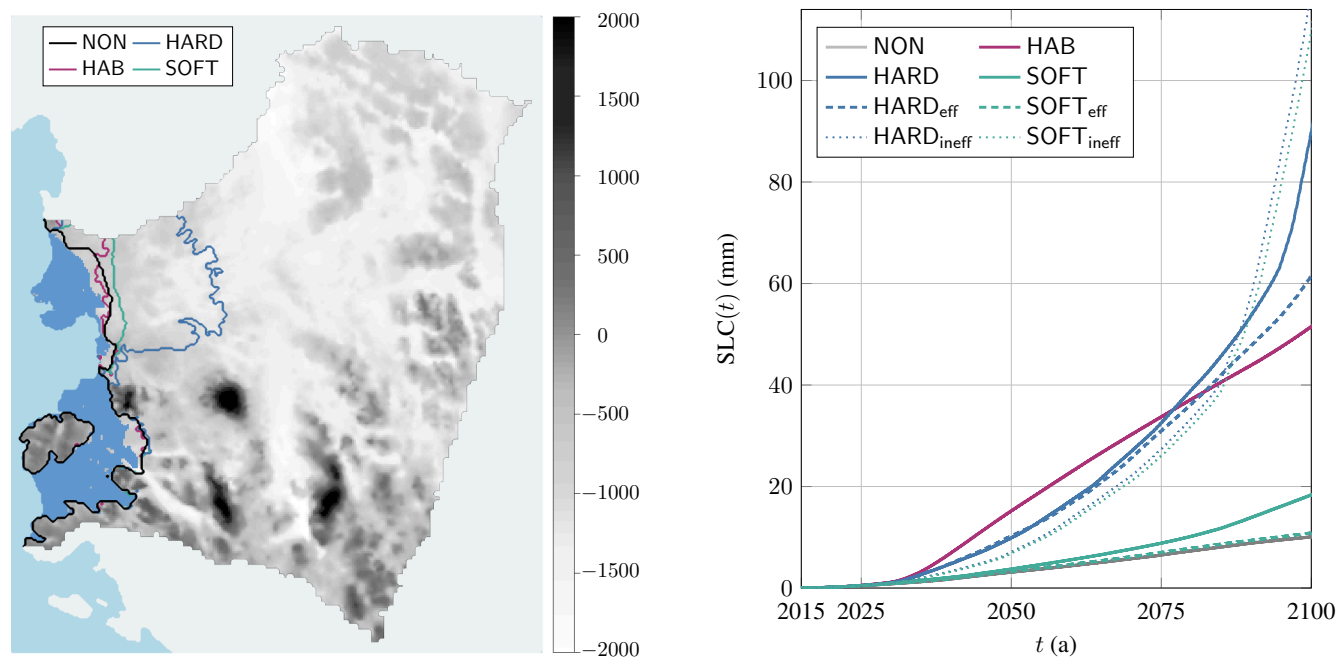 NON HARD
HAB SOFT
2000
1500
1000
500
0
−500
−1000
−1500
−2000
SLC(t) (mm)
100
80
60
40
20
0
NON HAB
HARD SOFT
HARDeff SOFTeff
HARDineff SOFTineff
2015 2025 2050 2075 2100
t (a)